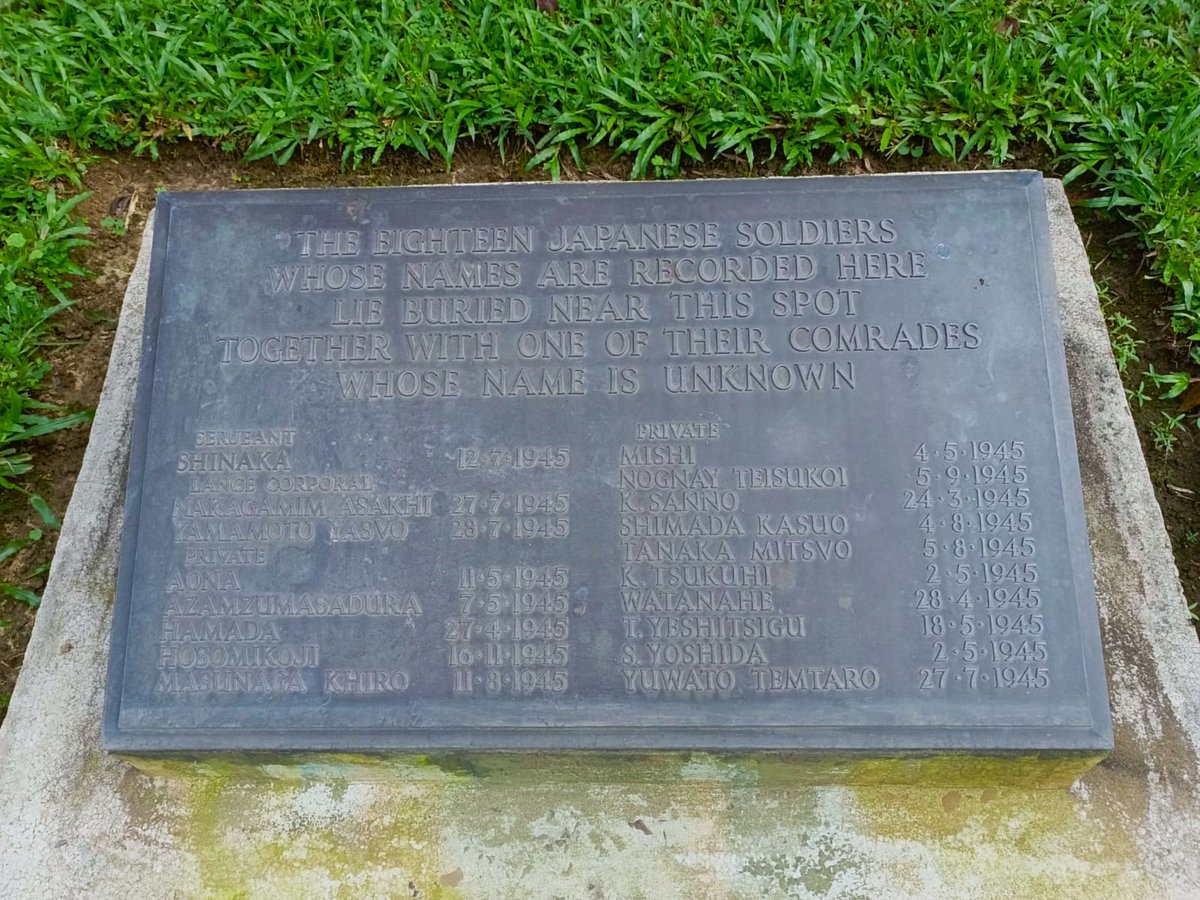 THE EIGHTEEN JAPANESE SOLDIERS
WHOSE NAMES ARE RECORDED HERE
LIE BURIED NEAR THIS SPOT
TOGETHER WITH ONE OF THEIR COMRADES
WHOSE NAME IS UNKNOWN
SERJEANT
SHINAKA 12·7·1945
LANCE CORPORAL
NAKAGAMIM ASAKHI 27·7·1945
YAMAMOTO YASVO 28·7·1945
PRIVATE
AONA 11·5·1945
AZAMZUMASADURA 7·5·1945
HAMADA 27·4·1945
HOSOMIKOJI 16·11·1945
MASUNAGA KHIRO 11·8·1945
PRIVATE
MISHI 4·5·1945
NOGNAY TEISUKOI 5·9·1945
K. SANNO 24·3·1945
SHIMADA KASUO 4·8·1945
TANAKA MITSVO 5·8·1945
K. TSUKUHI 2·5·1945
WATANAHE 28·4·1945
T. YESHITSIGU 18·5·1945
S. YOSHIDA 2·5·1945
YUWATO TEMTARO 27·7·1945